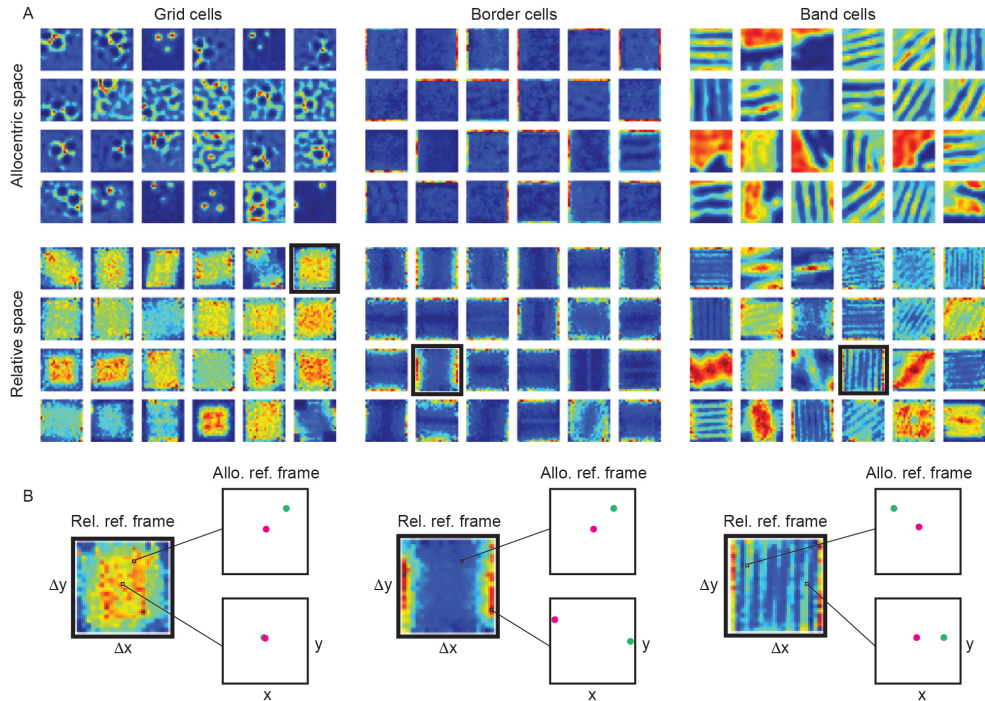 A
Grid cells
Border cells
Band cells
Allocentric space
Relative space
B
Allo. ref. frame
Allo. ref. frame
Allo. ref. frame
Rel. ref. frame
Rel. ref. frame
Rel. ref. frame
Δy
Δy
Δy
Δx
Δx
Δx
y
y
y
x
x
x